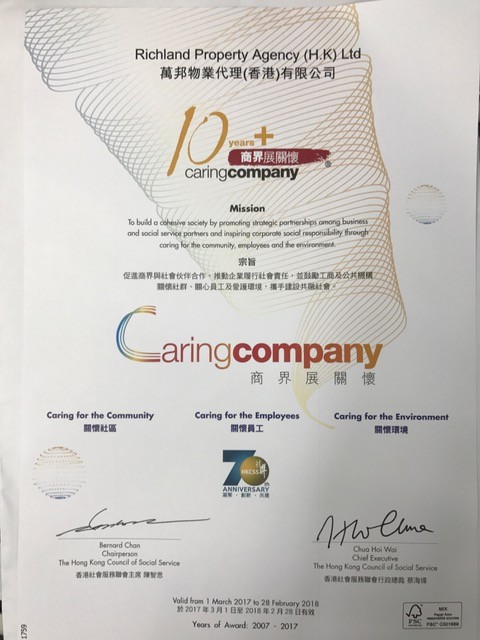 Richland Property Agency (H.K) Ltd
萬邦物業代理(香港)有限公司
10 years+
商界展關懷
caringcompany
Mission
To build a cohesive society by promoting strategic partnerships among business
and social service partners and inspiring corporate social responsibility through
caring for the community, employees and the environment.
宗旨
促進商界與社會伙伴合作，推動企業履行社會責任，並鼓勵工商及公共機構
關懷社群、關心員工及愛護環境，攜手建設共融社會。
Caringcompany
商界展關懷
Caring for the Community
關懷社區
Caring for the Employees
關懷員工
Caring for the Environment
關懷環境
70th
HKCSS
ANNIVERSARY
Bernard Chan
Chairperson
The Hong Kong Council of Social Service
香港社會服務聯會主席 陳智思
Chua Hoi Wai
Chief Executive
The Hong Kong Council of Social Service
香港社會服務聯會行政總裁 蔡海偉
Valid from 1 March 2017 to 28 February 2018
於 2017 年 3 月 1 日至 2018 年 2 月 28 日有效
Years of Award: 2007 - 2017
1759
FSC
MIX
FSC® C001866